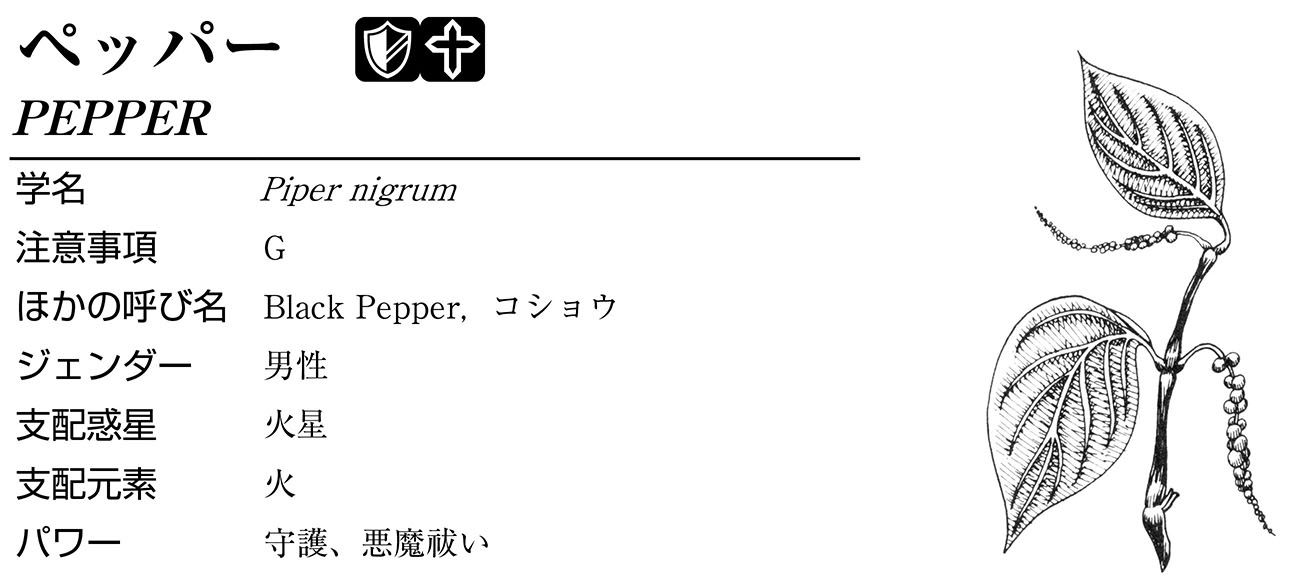 ペッパー
PEPPER
学名 Piper nigrum
注意事項 G
ほかの呼び名 Black Pepper, コショウ
ジェンダー 男性
支配惑星 火星
支配元素 火
パワー 守護、悪魔祓い